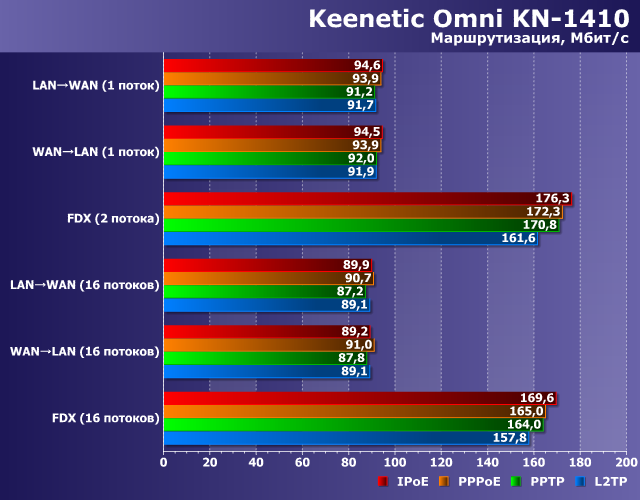 Keenetic Omni KN-1410
Маршрутизация, Мбит/с
LAN→WAN (1 поток)
94,6
93,9
91,2
91,7
WAN→LAN (1 поток)
94,5
93,9
92,0
91,9
FDX (2 потока)
176,3
172,3
170,8
161,6
LAN→WAN (16 потоков)
89,9
90,7
87,2
89,1
WAN→LAN (16 потоков)
89,2
91,0
87,8
89,1
FDX (16 потоков)
169,6
165,0
164,0
157,8
0 20 40 60 80 100 120 140 160 180 200
IPoE PPPoE PPTP L2TP